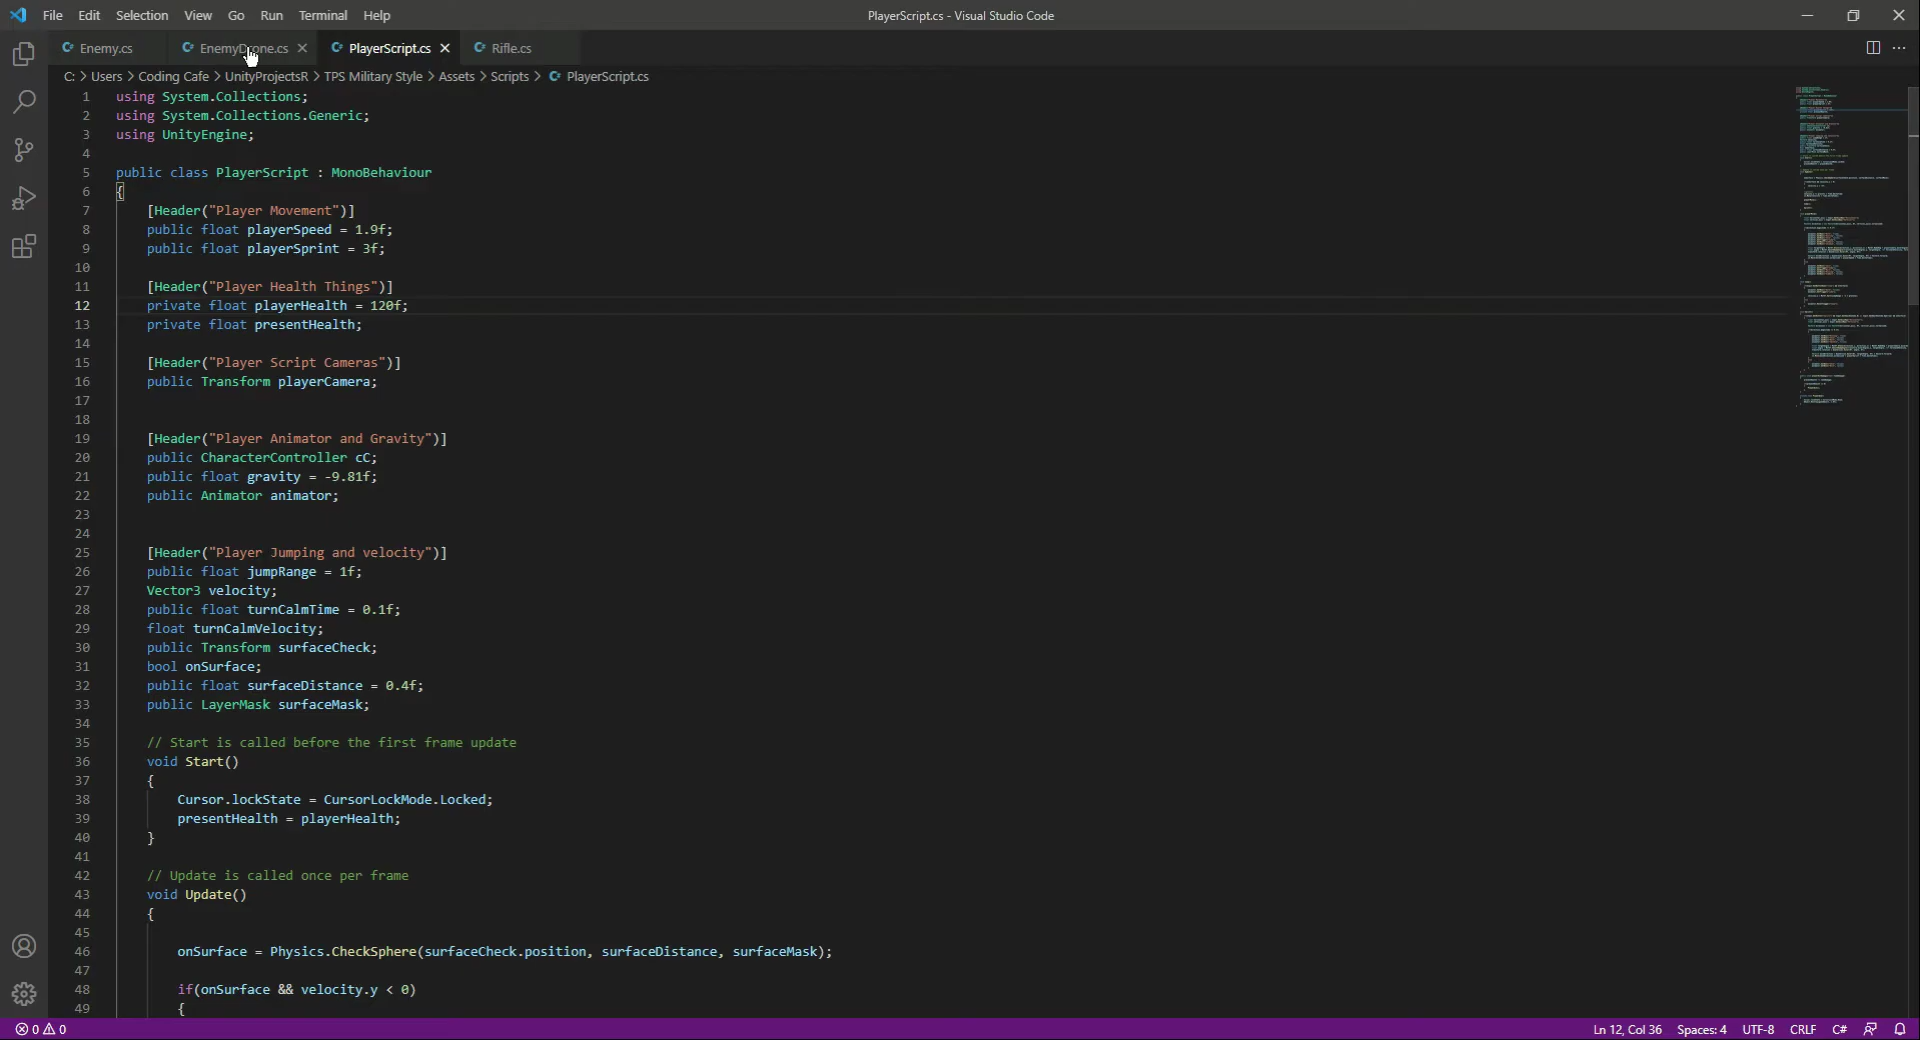 File Edit Selection View Go Run Terminal Help
PlayerScript.cs - Visual Studio Code
Enemy.cs EnemyDrone.cs PlayerScript.cs Rifle.cs
C: > Users > Coding Cafe > UnityProjectsR > TPS Military Style > Assets > Scripts > PlayerScript.cs
1 using System.Collections;
2 using System.Collections.Generic;
3 using UnityEngine;
4
5 public class PlayerScript : MonoBehaviour
6 {
7 [Header("Player Movement")]
8 public float playerSpeed = 1.9f;
9 public float playerSprint = 3f;
10
11 [Header("Player Health Things")]
12 private float playerHealth = 120f;
13 private float presentHealth;
14
15 [Header("Player Script Cameras")]
16 public Transform playerCamera;
17
18
19 [Header("Player Animator and Gravity")]
20 public CharacterController cC;
21 public float gravity = -9.81f;
22 public Animator animator;
23
24
25 [Header("Player Jumping and velocity")]
26 public float jumpRange = 1f;
27 Vector3 velocity;
28 public float turnCalmTime = 0.1f;
29 float turnCalmVelocity;
30 public Transform surfaceCheck;
31 bool onSurface;
32 public float surfaceDistance = 0.4f;
33 public LayerMask surfaceMask;
34
35 // Start is called before the first frame update
36 void Start()
37 {
38 Cursor.lockState = CursorLockMode.Locked;
39 presentHealth = playerHealth;
40 }
41
42 // Update is called once per frame
43 void Update()
44 {
45
46 onSurface = Physics.CheckSphere(surfaceCheck.position, surfaceDistance, surfaceMask);
47
48 if(onSurface && velocity.y < 0)
49 {
0 0
Ln 12, Col 36 Spaces: 4 UTF-8 CRLF C#